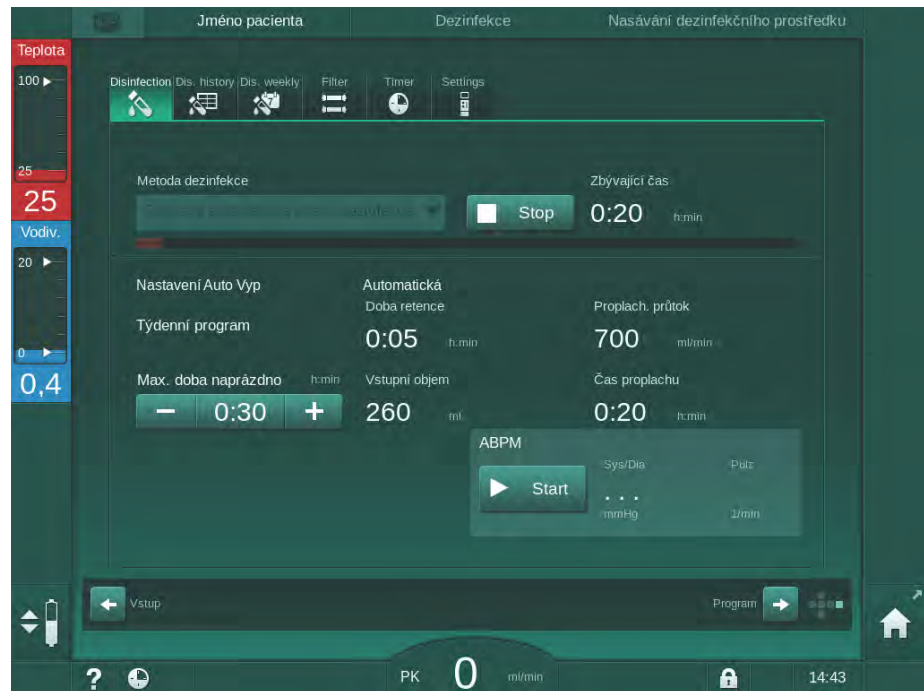 Jméno pacienta Dezinfekce Nasávání dezinfekčního prostředku
Teplota
100
25
25
Vodiv.
20
0
0,4
Disinfection Dis. history Dis. weekly Filter Timer Settings
Metoda dezinfekce
Stop
Zbývající čas
0:20 h:min
Nastavení Auto Vyp Automatická
Týdenní program
Doba retence
0:05 h:min
Proplach. průtok
700 ml/min
Max. doba naprázdno h:min
0:30
Vstupní objem
260 ml
Čas proplachu
0:20 h:min
ABPM
Start
Sys/Dia Pulz
. . .
mmHg 1/min
Vstup Program
? PK 0 ml/min 14:43